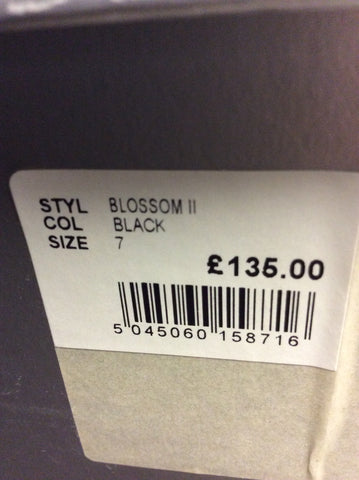 STYL BLOSSOM II
COL BLACK
SIZE 7
£135.00
5 045060 158716